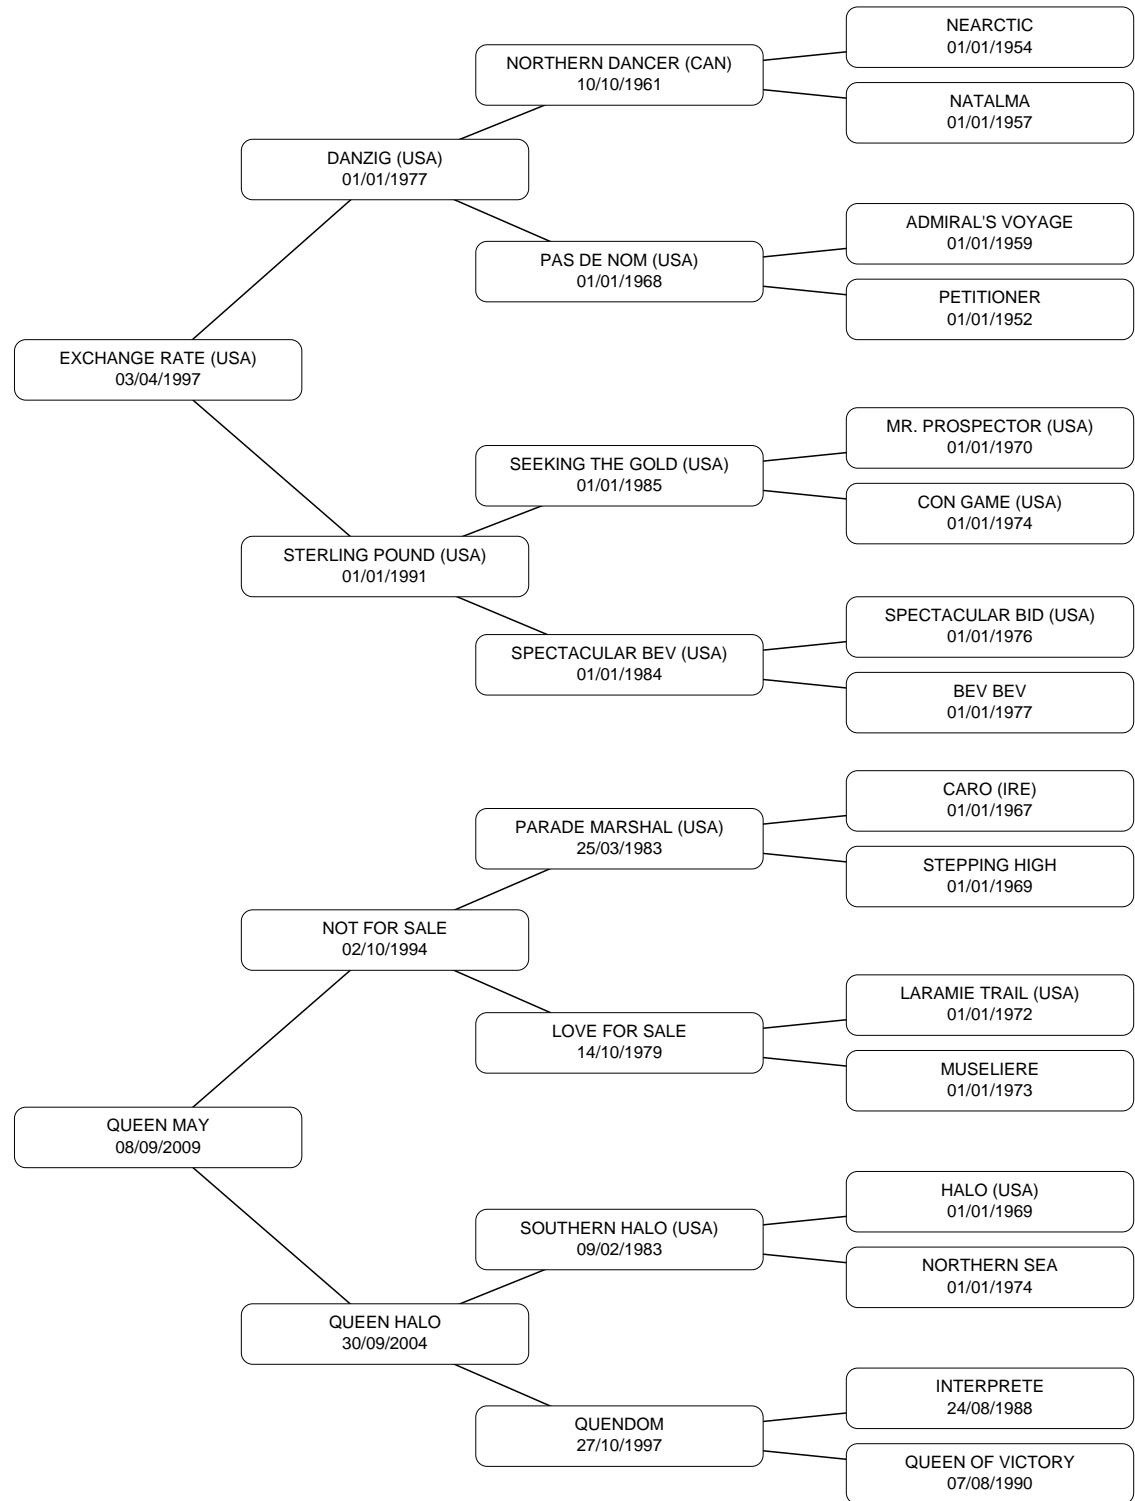 NEARCTIC
01/01/1954
NORTHERN DANCER (CAN)
10/10/1961
NATALMA
01/01/1957
DANZIG (USA)
01/01/1977
ADMIRAL'S VOYAGE
01/01/1959
PAS DE NOM (USA)
01/01/1968
PETITIONER
01/01/1952
EXCHANGE RATE (USA)
03/04/1997
MR. PROSPECTOR (USA)
01/01/1970
SEEKING THE GOLD (USA)
01/01/1985
CON GAME (USA)
01/01/1974
STERLING POUND (USA)
01/01/1991
SPECTACULAR BID (USA)
01/01/1976
SPECTACULAR BEV (USA)
01/01/1984
BEV BEV
01/01/1977
CARO (IRE)
01/01/1967
PARADE MARSHAL (USA)
25/03/1983
STEPPING HIGH
01/01/1969
NOT FOR SALE
02/10/1994
LARAMIE TRAIL (USA)
01/01/1972
LOVE FOR SALE
14/10/1979
MUSELIERE
01/01/1973
QUEEN MAY
08/09/2009
HALO (USA)
01/01/1969
SOUTHERN HALO (USA)
09/02/1983
NORTHERN SEA
01/01/1974
QUEEN HALO
30/09/2004
INTERPRETE
24/08/1988
QUENDOM
27/10/1997
QUEEN OF VICTORY
07/08/1990